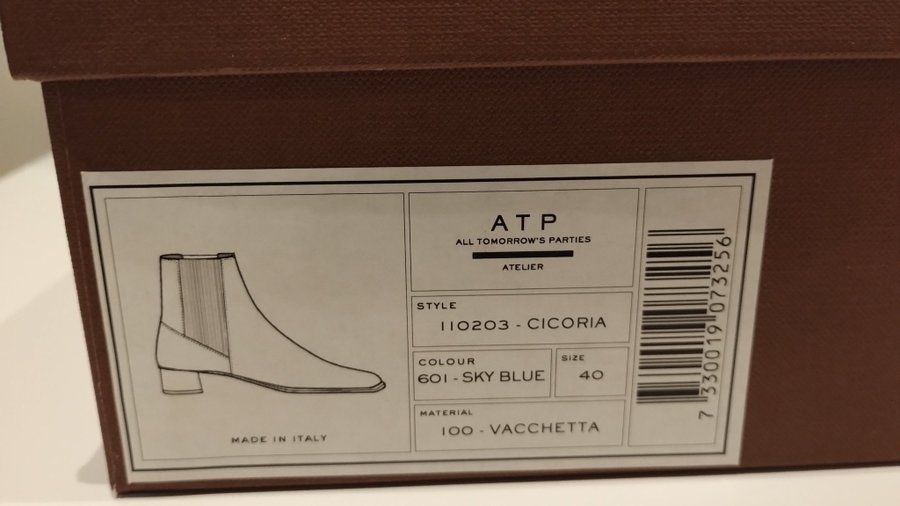 ATP
ALL TOMORROW'S PARTIES
ATELIER
STYLE
110203 - CICORIA
COLOUR
601 - SKY BLUE
SIZE
40
MATERIAL
100 - VACCHETTA
MADE IN ITALY
7 330019 073256